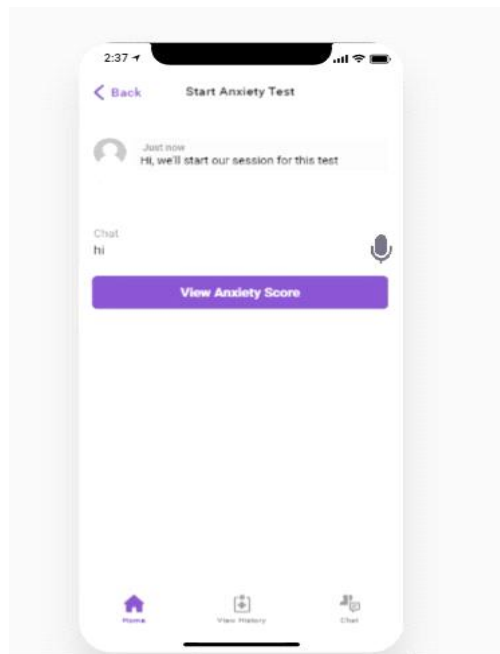 2:37
Back
Start Anxiety Test
Just now
Hi, we'll start our session for this test
Chat
hi
View Anxiety Score
Home
View History
Chat